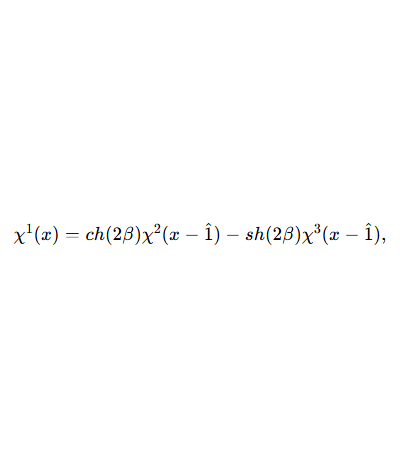 χ¹(x) = ch(2β)χ²(x − 1̂) − sh(2β)χ³(x − 1̂),